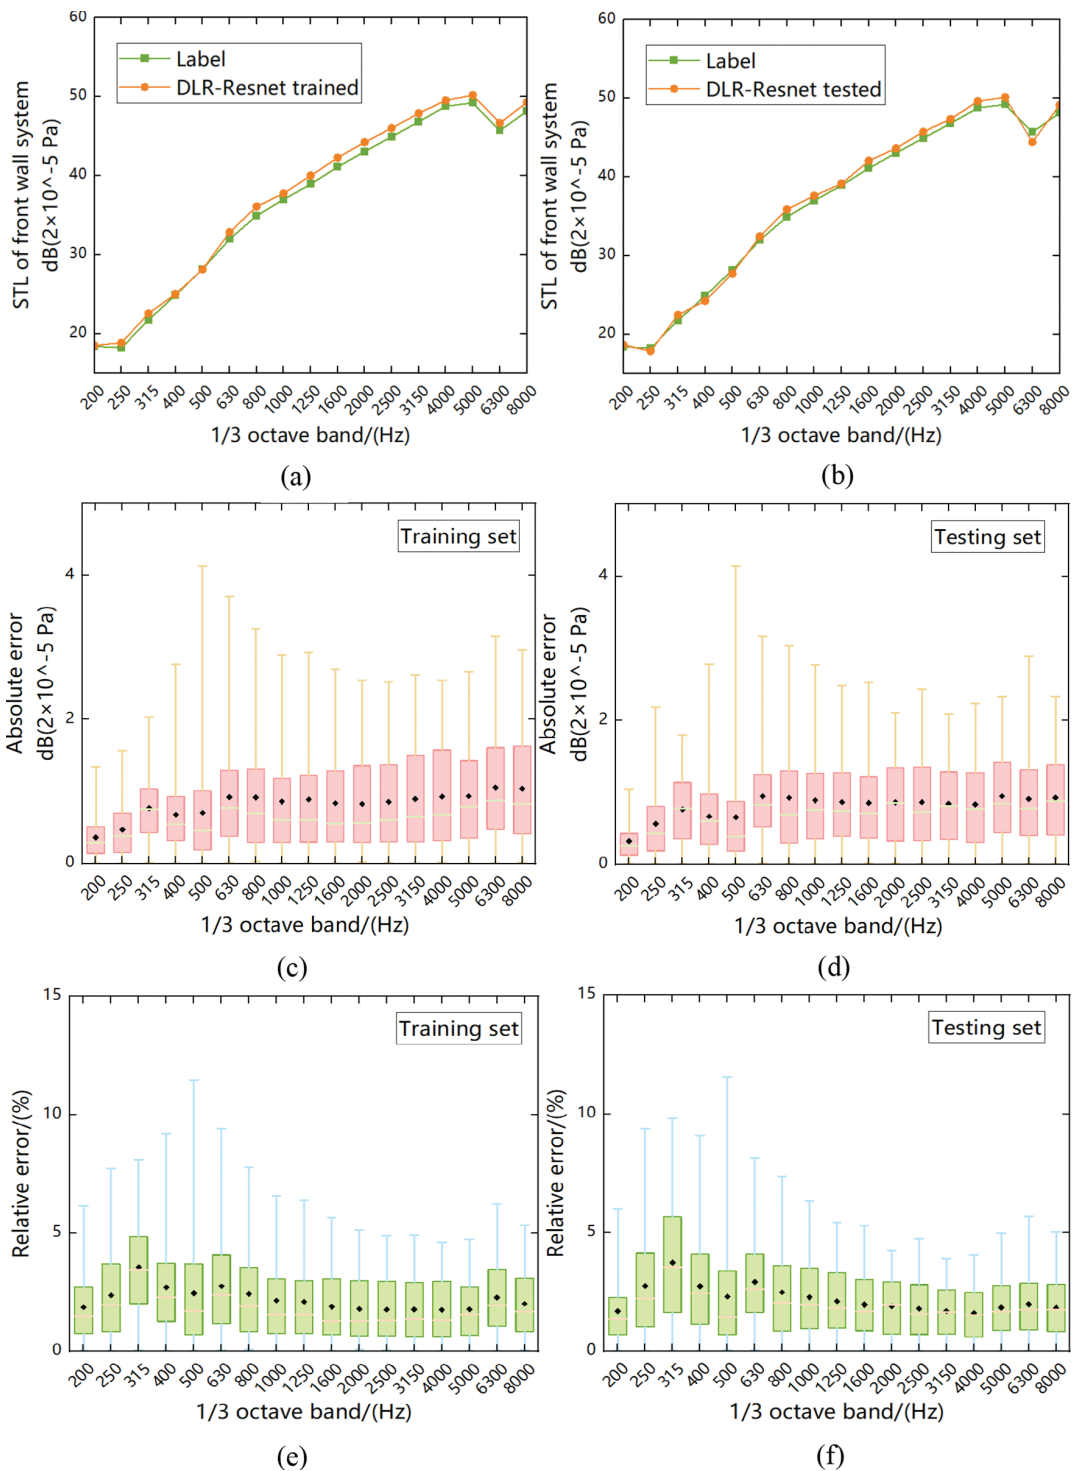 60
50
40
30
20
STL of front wall system
dB(2×10^-5 Pa)
Label
DLR-Resnet trained
200 250 315 400 500 630 800 1000 1250 1600 2000 2500 3150 4000 5000 6300 8000
1/3 octave band/(Hz)
(a)
60
50
40
30
20
STL of front wall system
dB(2×10^-5 Pa)
Label
DLR-Resnet tested
200 250 315 400 500 630 800 1000 1250 1600 2000 2500 3150 4000 5000 6300 8000
1/3 octave band/(Hz)
(b)
4
2
0
Absolute error
dB(2×10^-5 Pa)
Training set
200 250 315 400 500 630 800 1000 1250 1600 2000 2500 3150 4000 5000 6300 8000
1/3 octave band/(Hz)
(c)
4
2
0
Absolute error
dB(2×10^-5 Pa)
Testing set
200 250 315 400 500 630 800 1000 1250 1600 2000 2500 3150 4000 5000 6300 8000
1/3 octave band/(Hz)
(d)
15
10
5
0
Relative error/(%)
Training set
200 250 315 400 500 630 800 1000 1250 1600 2000 2500 3150 4000 5000 6300 8000
1/3 octave band/(Hz)
(e)
15
10
5
0
Relative error/(%)
Testing set
200 250 315 400 500 630 800 1000 1250 1600 2000 2500 3150 4000 5000 6300 8000
1/3 octave band/(Hz)
(f)